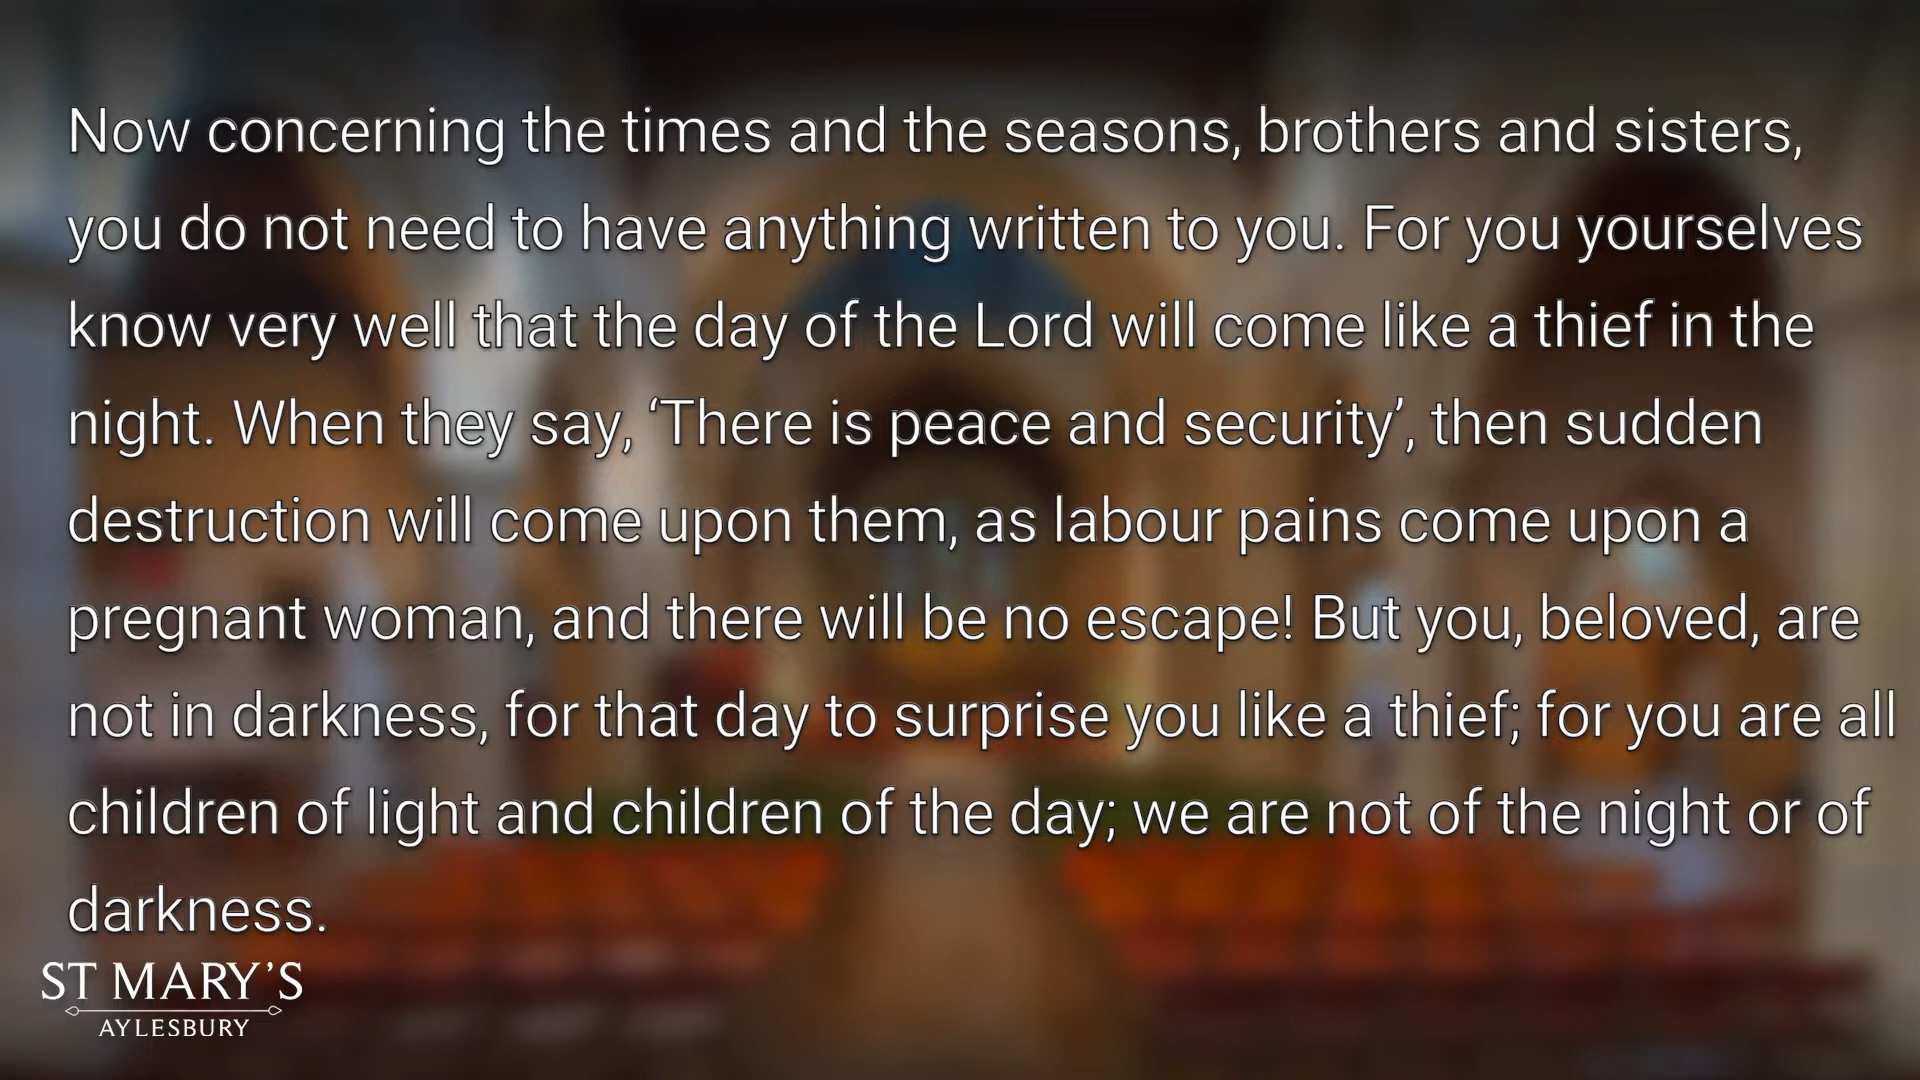 Now concerning the times and the seasons, brothers and sisters,
you do not need to have anything written to you. For you yourselves
know very well that the day of the Lord will come like a thief in the
night. When they say, ‘There is peace and security’, then sudden
destruction will come upon them, as labour pains come upon a
pregnant woman, and there will be no escape! But you, beloved, are
not in darkness, for that day to surprise you like a thief; for you are all
children of light and children of the day; we are not of the night or of
darkness.
ST MARY’S
AYLESBURY